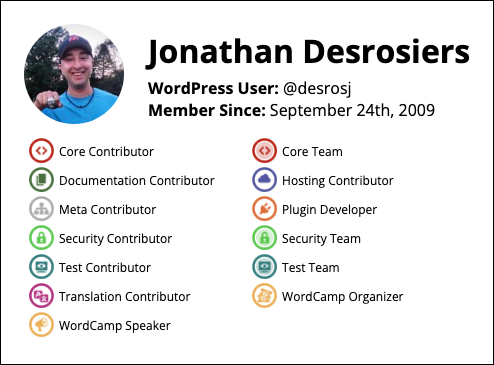 Jonathan Desrosiers
WordPress User: @desrosj
Member Since: September 24th, 2009
Core Contributor
Documentation Contributor
Meta Contributor
Security Contributor
Test Contributor
Translation Contributor
WordCamp Speaker
Core Team
Hosting Contributor
Plugin Developer
Security Team
Test Team
WordCamp Organizer